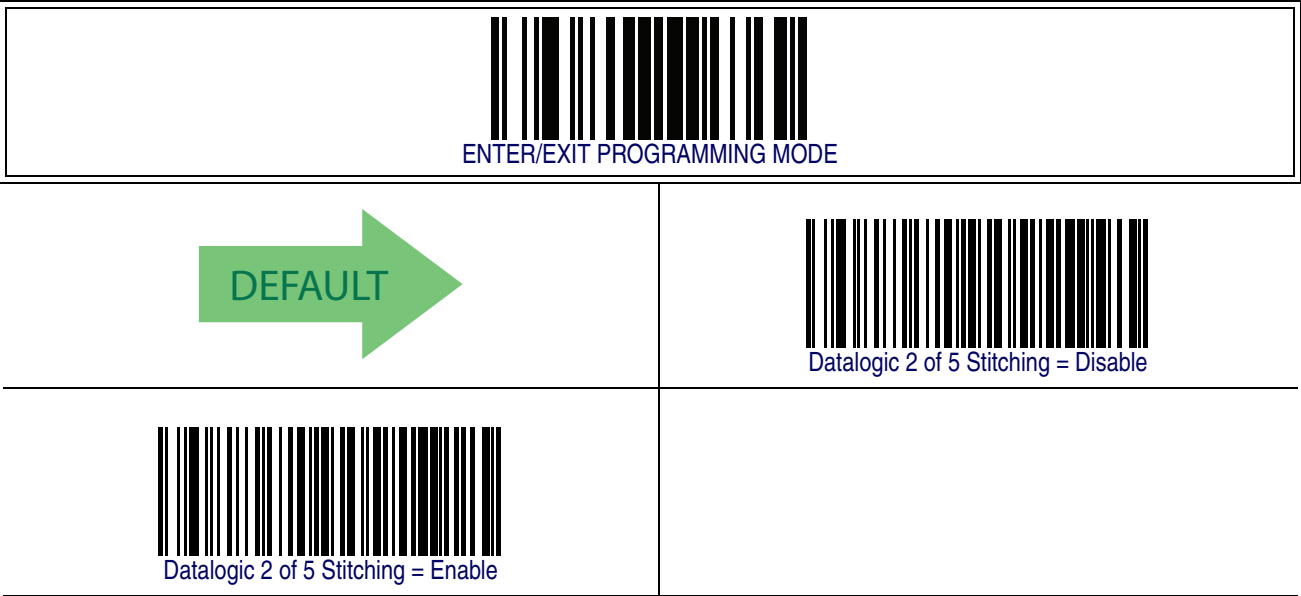 ENTER/EXIT PROGRAMMING MODE
DEFAULT
Datalogic 2 of 5 Stitching = Disable
Datalogic 2 of 5 Stitching = Enable